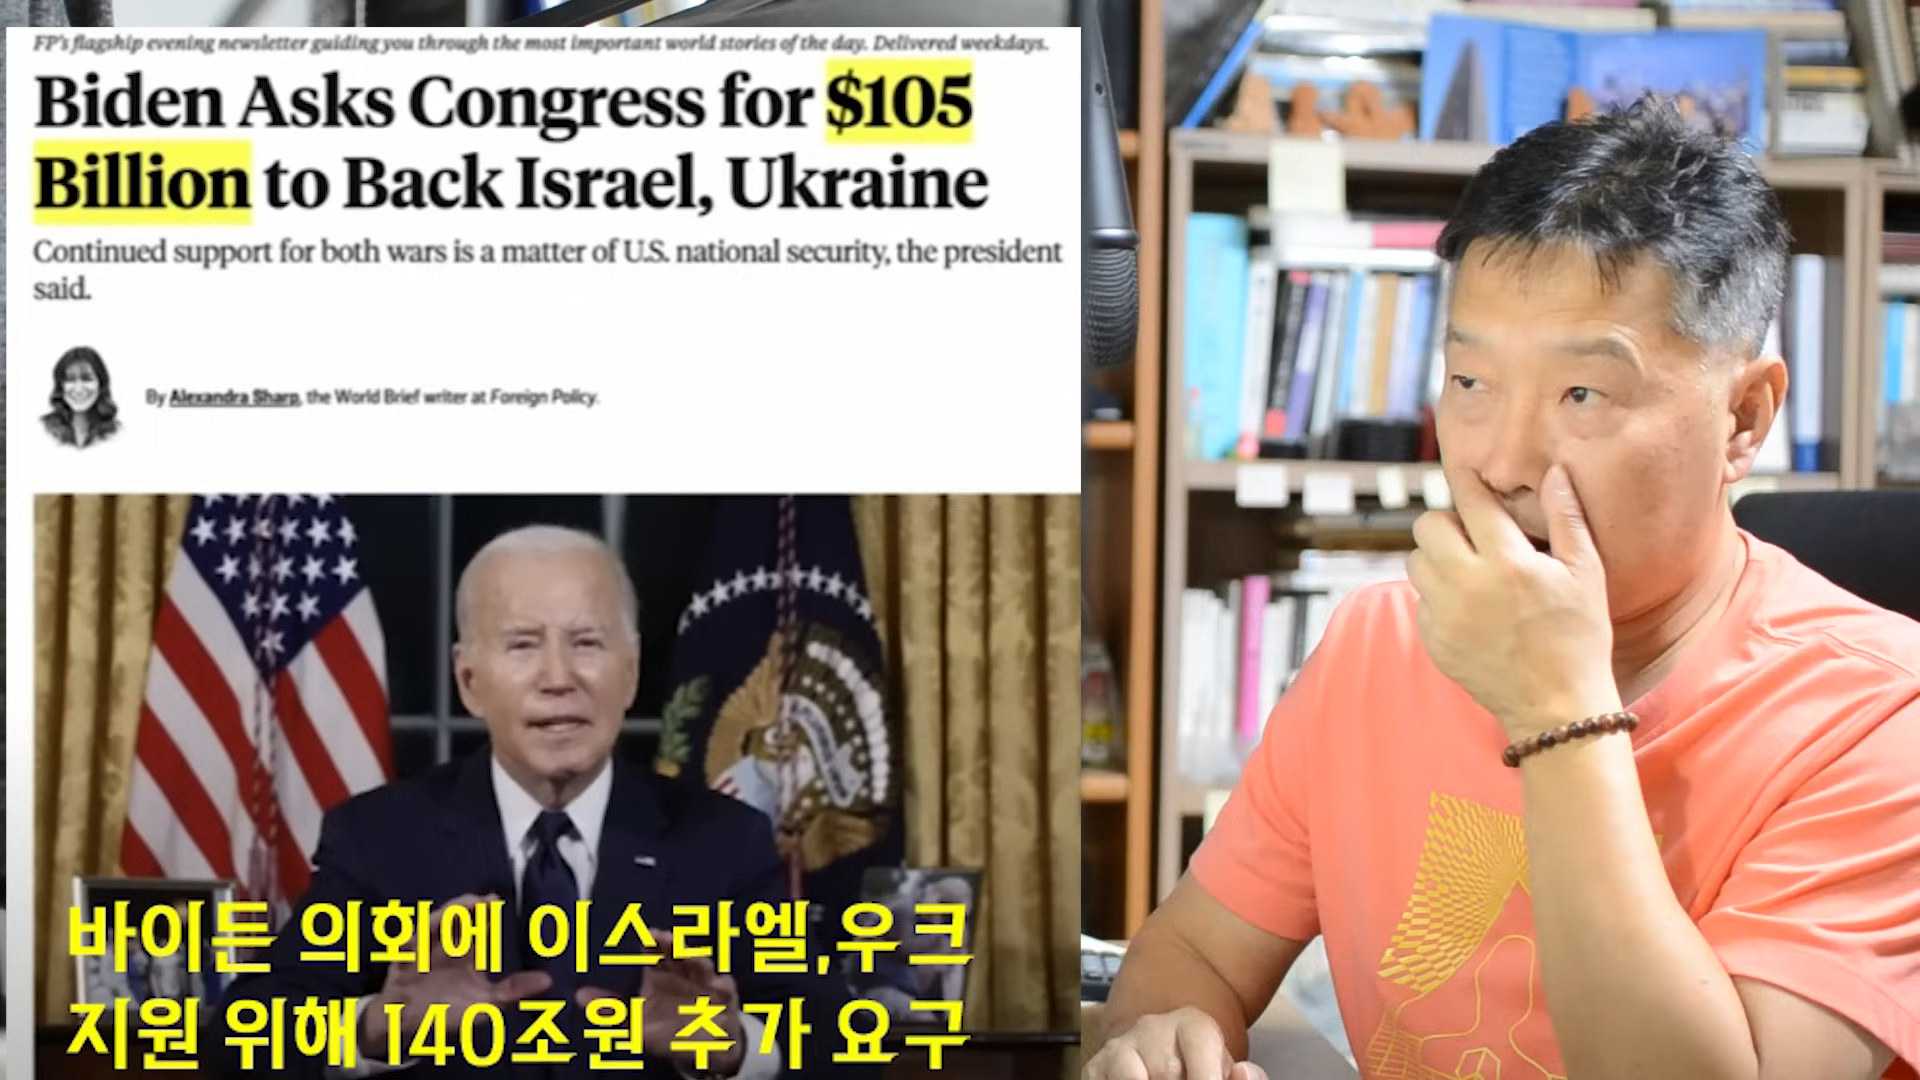 FP's flagship evening newsletter guiding you through the most important world stories of the day. Delivered weekdays.
Biden Asks Congress for $105
Billion to Back Israel, Ukraine
Continued support for both wars is a matter of U.S. national security, the president
said.
By Alexandra Sharp, the World Brief writer at Foreign Policy.
바이든 의회에 이스라엘,우크
지원 위해 140조원 추가 요구